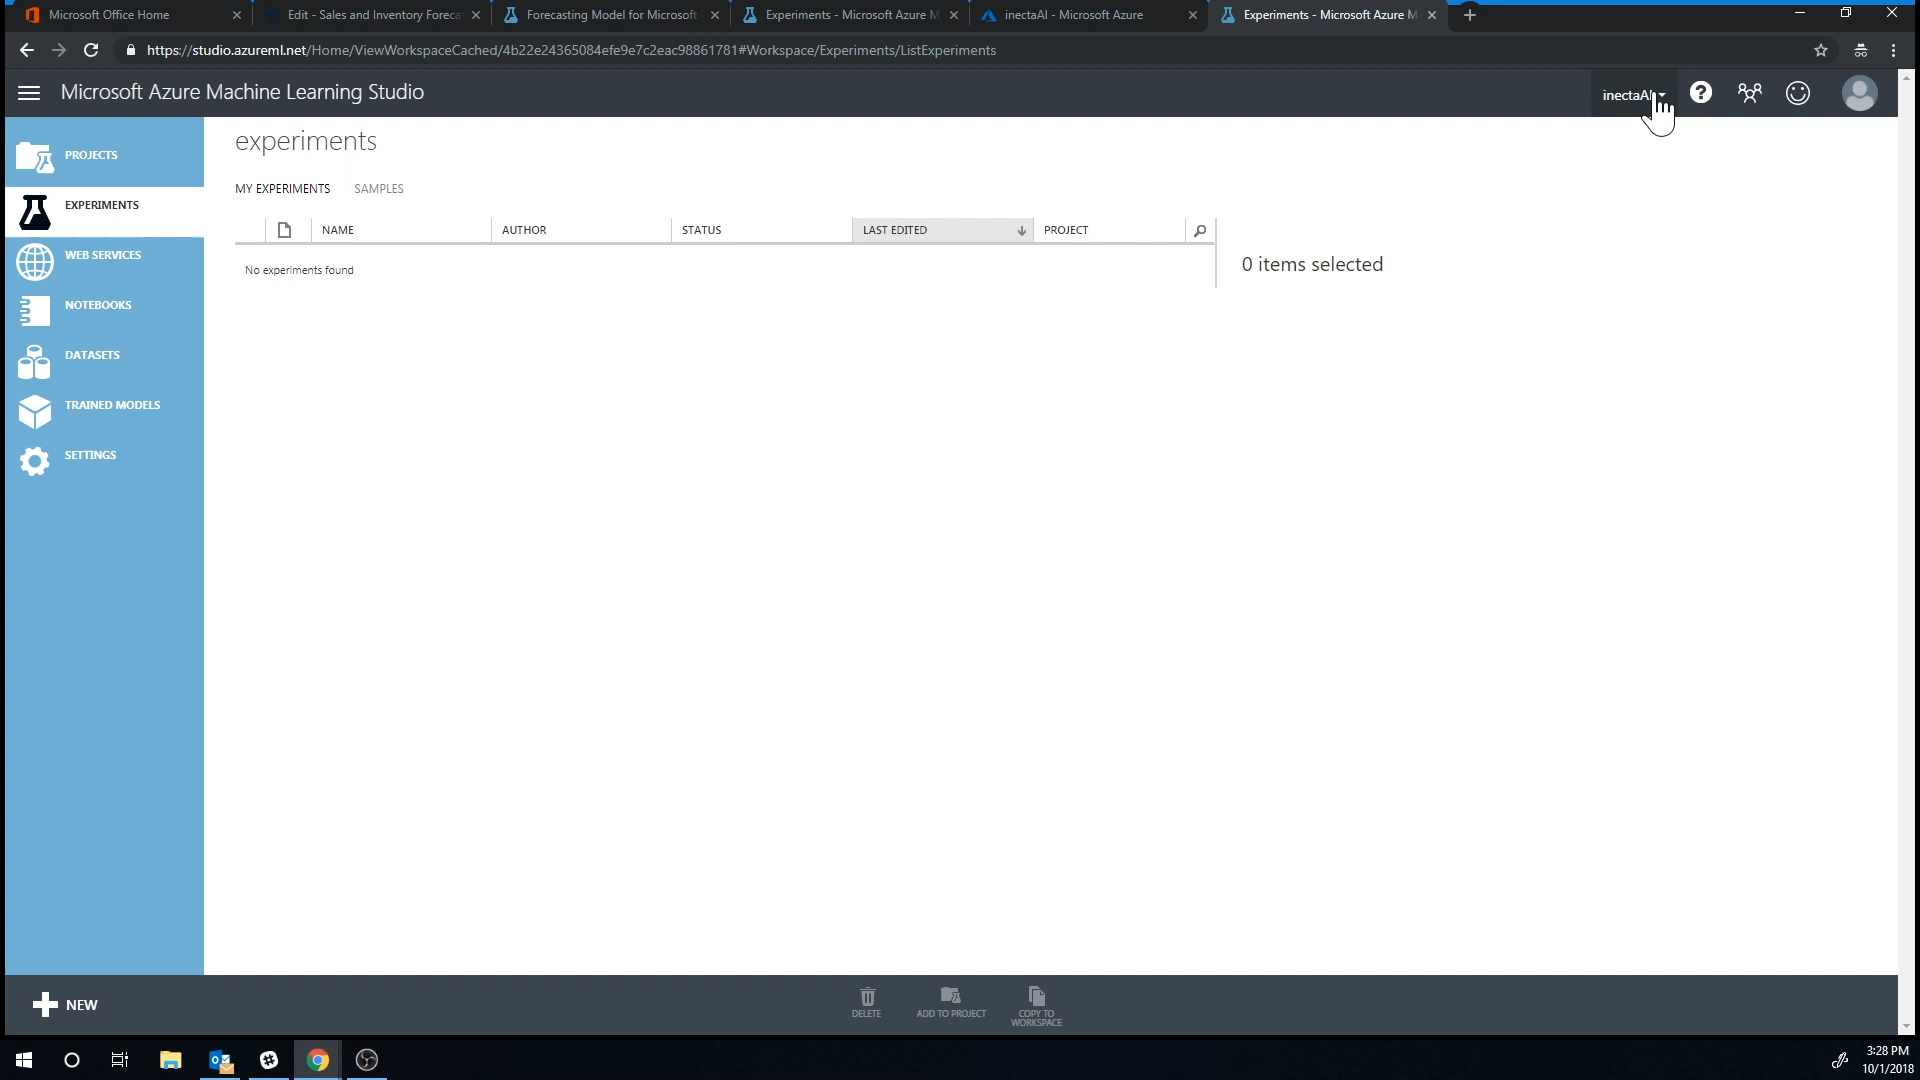 Microsoft Office Home
Edit - Sales and Inventory Foreca
Forecasting Model for Microsoft
Experiments - Microsoft Azure M
inectaAI - Microsoft Azure
Experiments - Microsoft Azure M
https://studio.azureml.net/Home/ViewWorkspaceCached/4b22e24365084efe9e7c2eac98861781#Workspace/Experiments/ListExperiments
Microsoft Azure Machine Learning Studio
inectaAI
PROJECTS
EXPERIMENTS
WEB SERVICES
NOTEBOOKS
DATASETS
TRAINED MODELS
SETTINGS
experiments
MY EXPERIMENTS SAMPLES
NAME AUTHOR STATUS LAST EDITED PROJECT
No experiments found
0 items selected
NEW
DELETE
ADD TO PROJECT
COPY TO
WORKSPACE
3:28 PM
10/1/2018